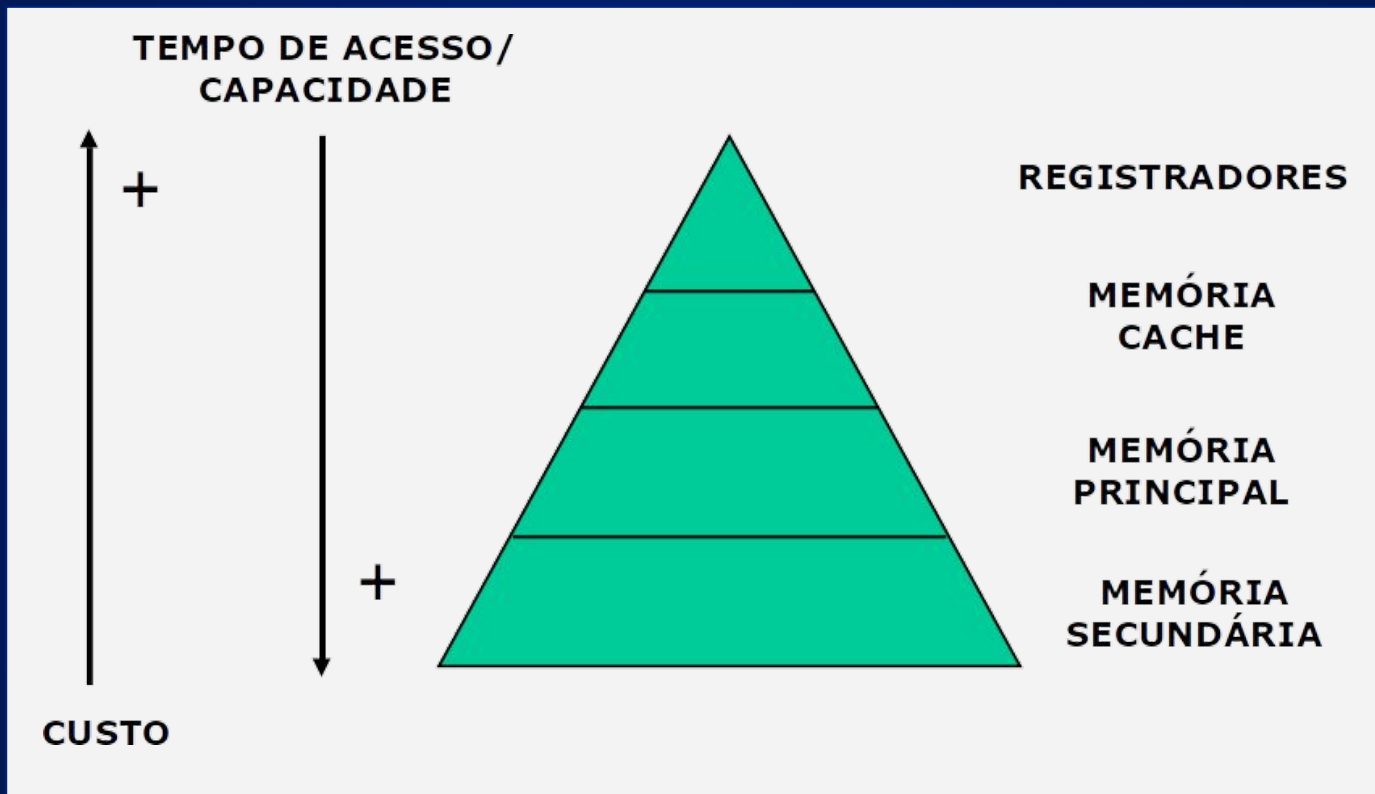 TEMPO DE ACESSO/
CAPACIDADE
+
REGISTRADORES
MEMÓRIA
CACHE
MEMÓRIA
PRINCIPAL
+
MEMÓRIA
SECUNDÁRIA
CUSTO